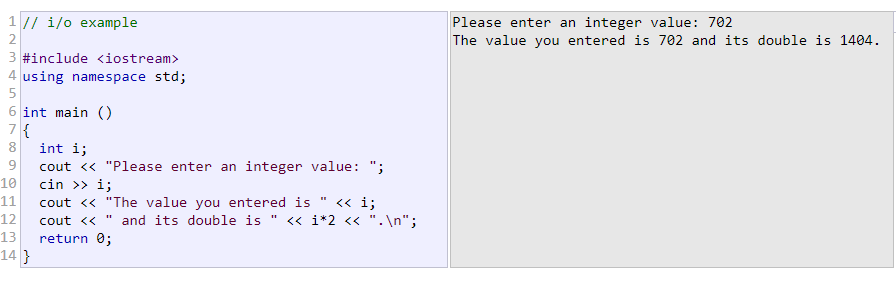 1 // i/o example
2
3 #include <iostream>
4 using namespace std;
5
6 int main ()
7 {
8   int i;
9   cout << "Please enter an integer value: ";
10   cin >> i;
11   cout << "The value you entered is " << i;
12   cout << " and its double is " << i*2 << ".\n";
13   return 0;
14 }
Please enter an integer value: 702
The value you entered is 702 and its double is 1404.